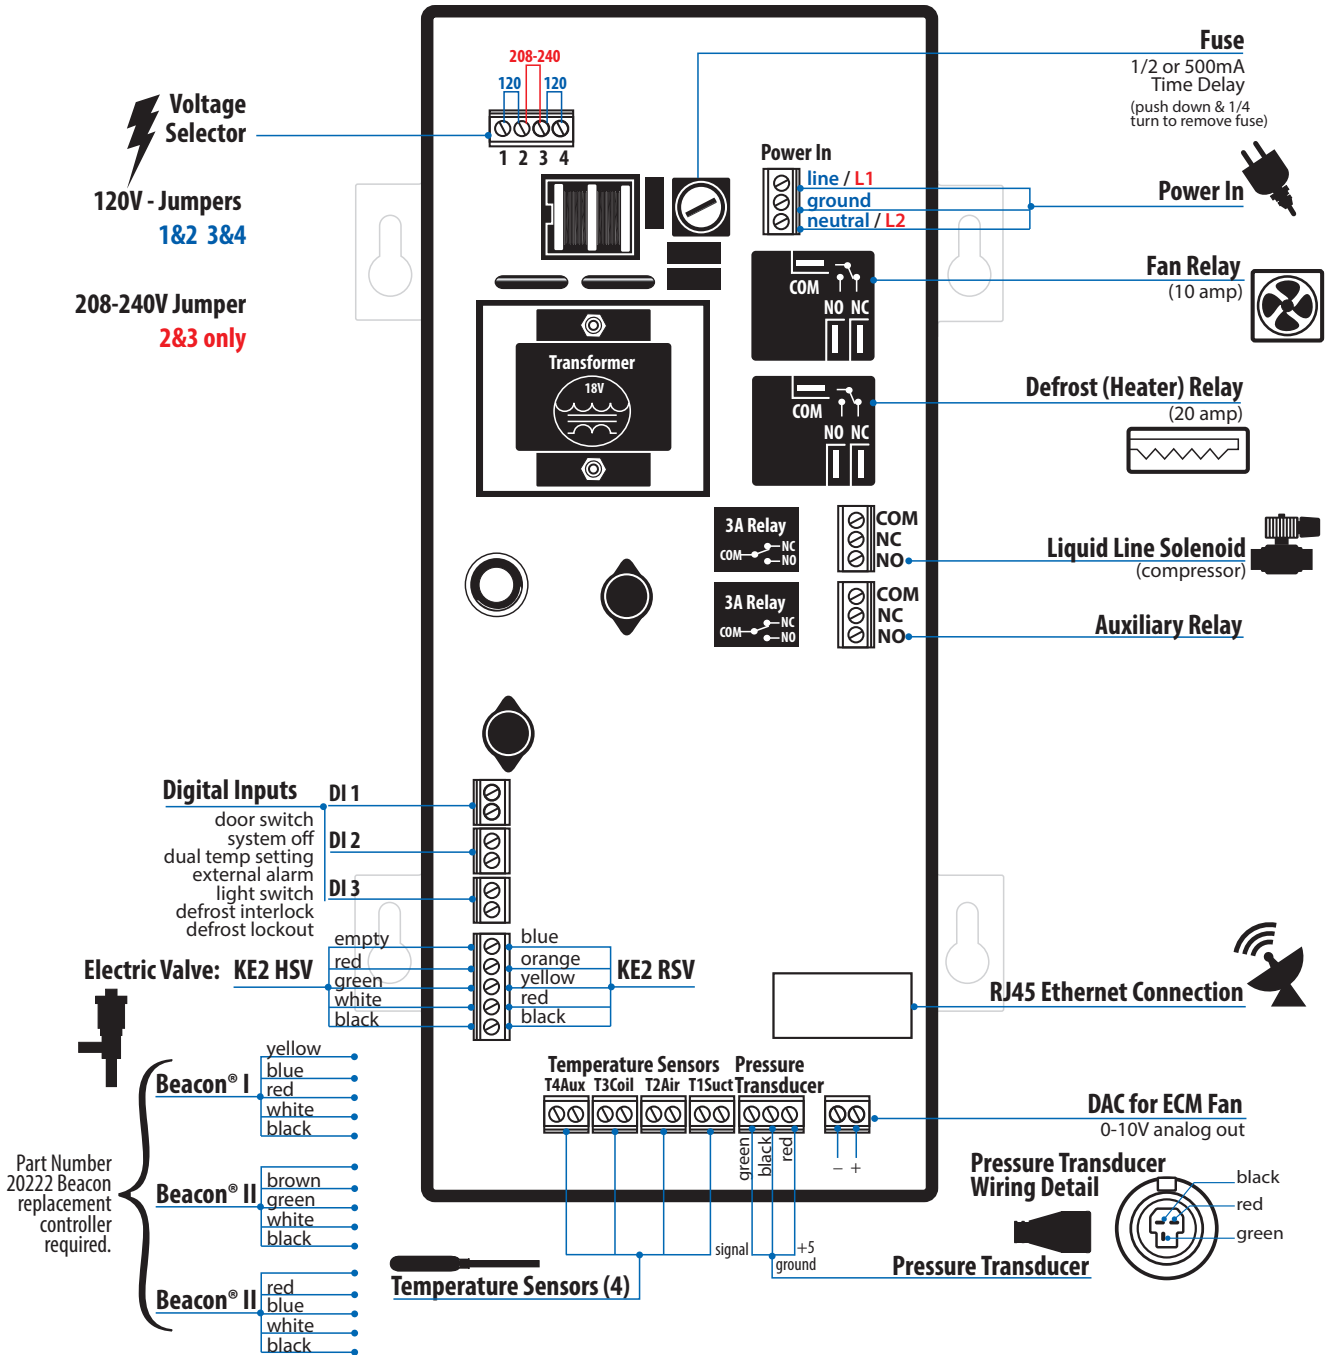 Voltage
Selector
120V - Jumpers
1&2 3&4
208-240V Jumper
2&3 only
208-240
120 120
1 2 3 4
Fuse
1/2 or 500mA
Time Delay
(push down & 1/4
turn to remove fuse)
Power In
line / L1
ground
neutral / L2
Power In
COM
NO NC
Fan Relay
(10 amp)
COM
NO NC
Defrost (Heater) Relay
(20 amp)
Transformer
18V
3A Relay
COM
NC
NO
COM
NC
NO
Liquid Line Solenoid
(compressor)
3A Relay
COM
NC
NO
COM
NC
NO
Auxiliary Relay
Digital Inputs
door switch
system off
dual temp setting
external alarm
light switch
defrost interlock
defrost lockout
DI 1
DI 2
DI 3
Electric Valve: KE2 HSV
empty
red
green
white
black
blue
orange
yellow
red
black
KE2 RSV
RJ45 Ethernet Connection
Part Number
20222 Beacon
replacement
controller
required.
Beacon® I
yellow
blue
red
white
black
Beacon® II
brown
green
white
black
Beacon® II
red
blue
white
black
Temperature Sensors
T4Aux T3Coil T2Air T1Suct
Pressure
Transducer
green
black
red
signal
ground
+5
− +
Temperature Sensors (4)
Pressure Transducer
DAC for ECM Fan
0-10V analog out
Pressure Transducer
Wiring Detail
black
red
green